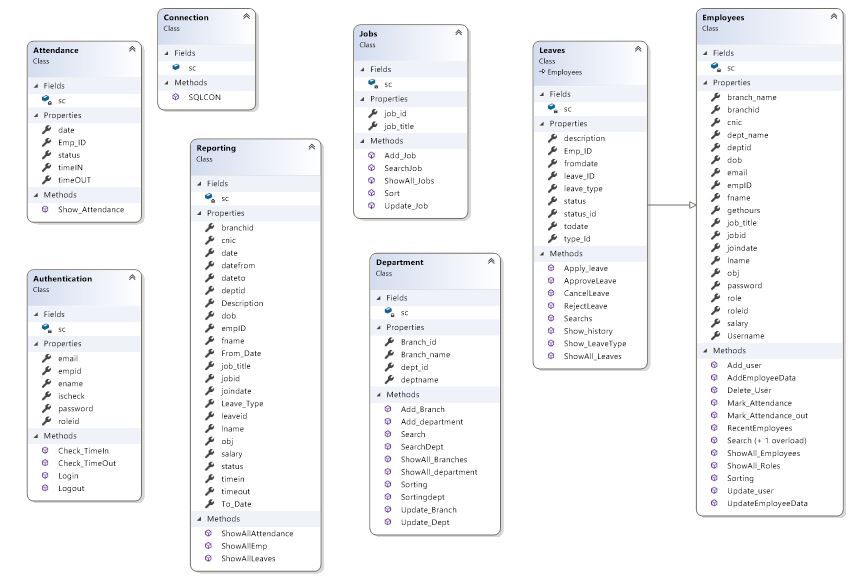 Attendance
Class
Fields
sc
Properties
date
Emp_ID
status
timeIN
timeOUT
Methods
Show_Attendance
Connection
Class
Fields
sc
Methods
SQLCON
Jobs
Class
Fields
sc
Properties
job_id
job_title
Methods
Add_Job
SearchJob
ShowAll_Jobs
Sort
Update_Job
Leaves
Class
Employees
Fields
sc
Properties
description
Emp_ID
fromdate
leave_ID
leave_type
status
status_id
todate
type_Id
Methods
Apply_leave
ApproveLeave
CancelLeave
RejectLeave
Searchs
Show_history
Show_LeaveType
ShowAll_Leaves
Employees
Class
Fields
sc
Properties
branch_name
branchid
cnic
dept_name
deptid
dob
email
empID
fname
gethours
job_title
jobid
joindate
lname
obj
password
role
roleid
salary
Username
Methods
Add_user
AddEmployeeData
Delete_User
Mark_Attendance
Mark_Attendance_out
RecentEmployees
Search (+ 1 overload)
ShowAll_Employees
ShowAll_Roles
Sorting
Update_user
UpdateEmployeeData
Reporting
Class
Fields
sc
Properties
branchid
cnic
date
datefrom
dateto
deptid
Description
dob
empID
fname
From_Date
job_title
jobid
joindate
Leave_Type
leaveid
lname
obj
salary
status
timein
timeout
To_Date
Methods
ShowAllAttendance
ShowAllEmp
ShowAllLeaves
Authentication
Class
Fields
sc
Properties
email
empid
ename
ischeck
password
roleid
Methods
Check_TimeIn
Check_TimeOut
Login
Logout
Department
Class
Fields
sc
Properties
Branch_id
Branch_name
dept_id
deptname
Methods
Add_Branch
Add_department
Search
SearchDept
ShowAll_Branches
ShowAll_department
Sorting
Sortingdept
Update_Branch
Update_Dept